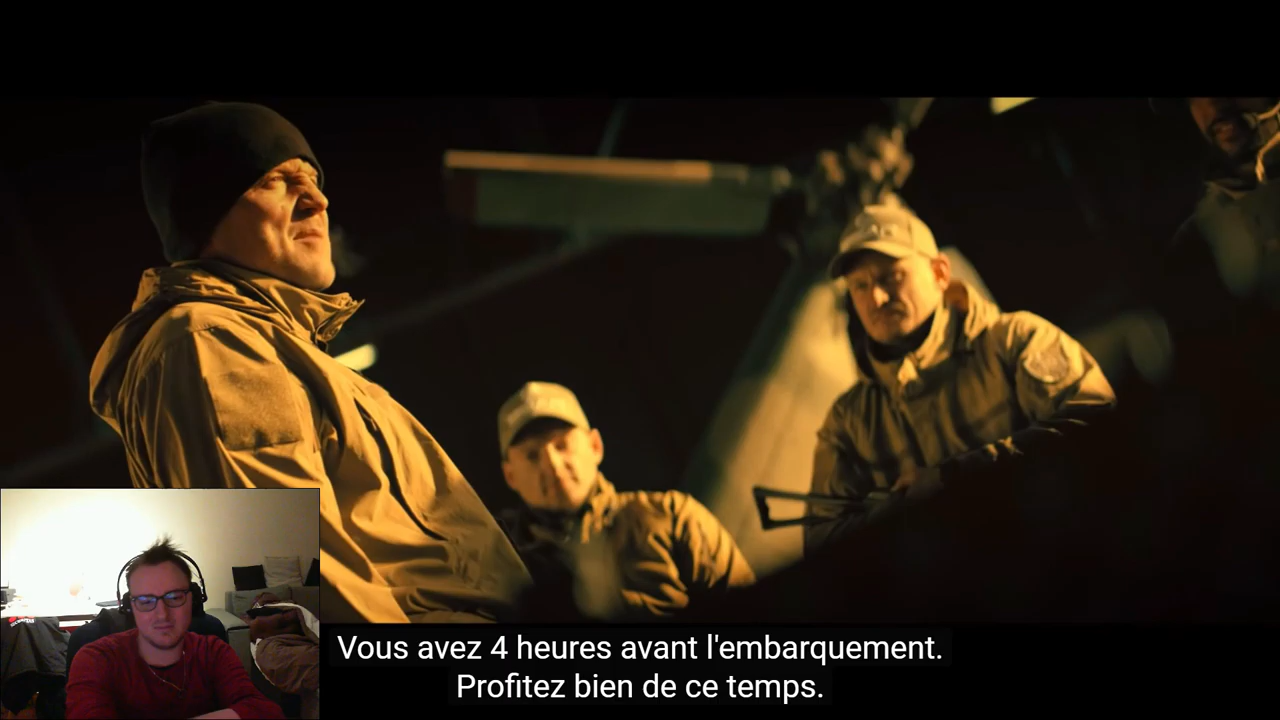 Vous avez 4 heures avant l'embarquement.
Profitez bien de ce temps.